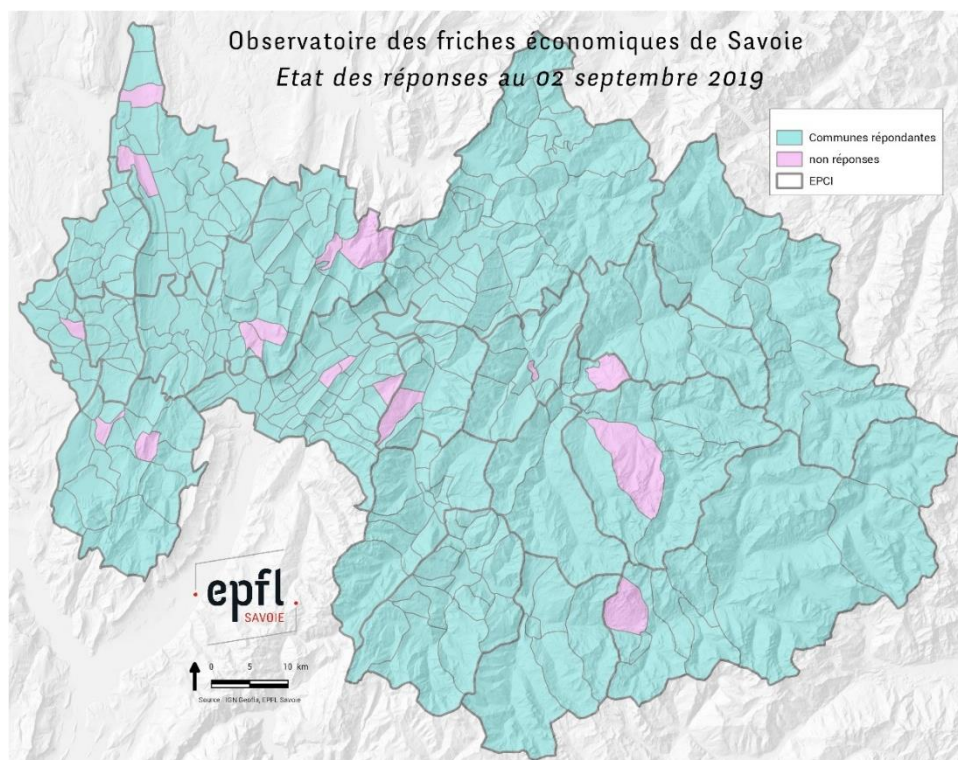 Observatoire des friches économiques de Savoie
Etat des réponses au 02 septembre 2019
Communes répondantes
non réponses
EPCI
epfl
SAVOIE
0 5 10 km
Source : IGN Geofla, EPFL Savoie